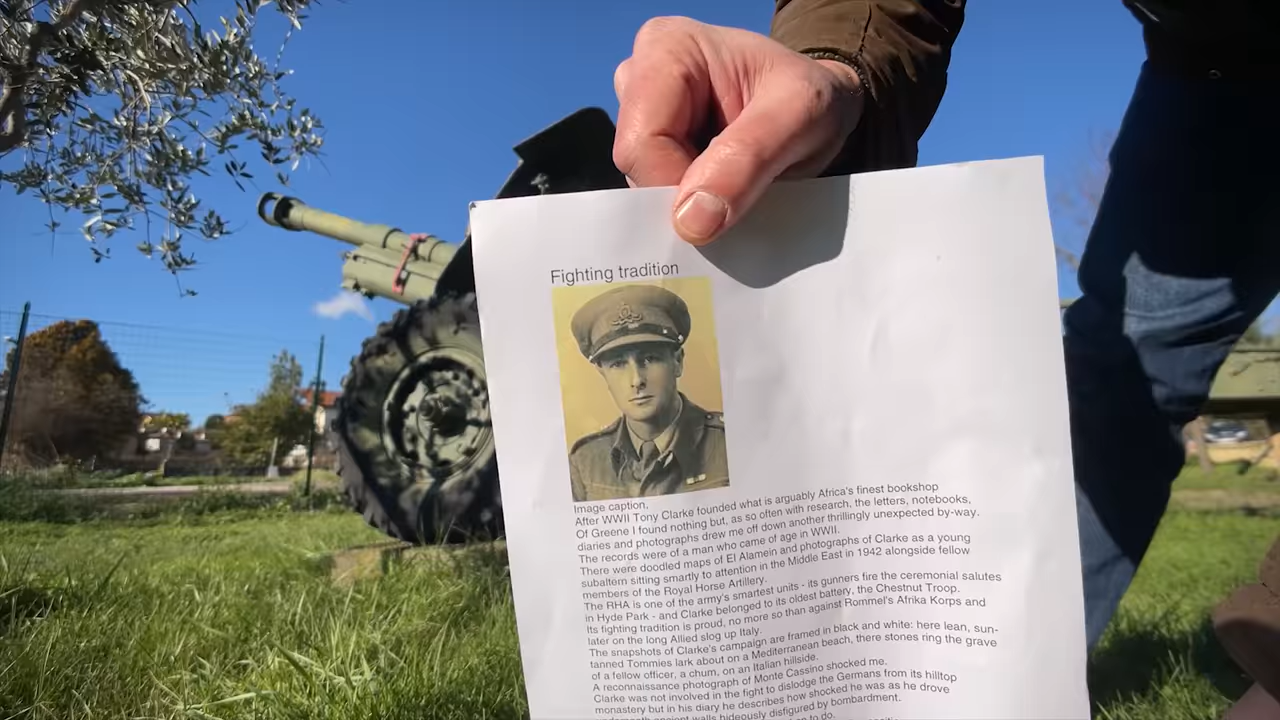 Fighting tradition
Image caption,
After WWII Tony Clarke founded what is arguably Africa's finest bookshop
Of Greene I found nothing but, as so often with research, the letters, notebooks,
diaries and photographs drew me off down another thrillingly unexpected by-way.
The records were of a man who came of age in WWII.
There were doodled maps of El Alamein and photographs of Clarke as a young
subaltern sitting smartly to attention in the Middle East in 1942 alongside fellow
members of the Royal Horse Artillery.
The RHA is one of the army's smartest units - its gunners fire the ceremonial salutes
in Hyde Park - and Clarke belonged to its oldest battery, the Chestnut Troop.
Its fighting tradition is proud, no more so than against Rommel's Afrika Korps and
later on the long Allied slog up Italy.
The snapshots of Clarke's campaign are framed in black and white: here lean, sun-
tanned Tommies lark about on a Mediterranean beach, there stones ring the grave
of a fellow officer, a chum, on an Italian hillside.
A reconnaissance photograph of Monte Cassino shocked me.
Clarke was not involved in the fight to dislodge the Germans from its hilltop
monastery but in his diary he describes how shocked he was as he drove
underneath ancient walls hideously disfigured by bombardment.